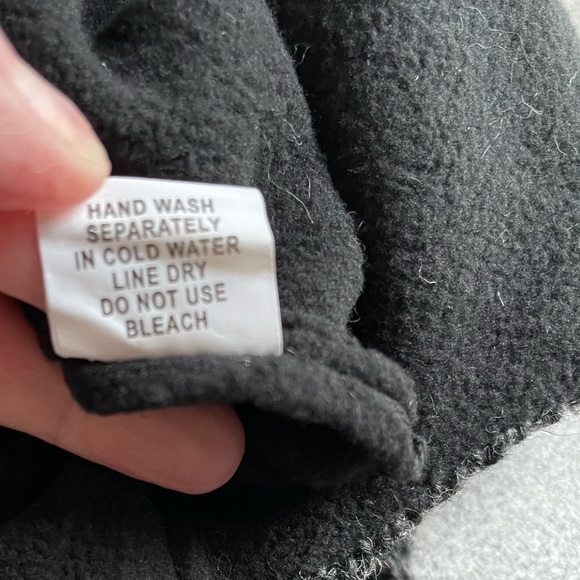 HAND WASH
SEPARATELY
IN COLD WATER
LINE DRY
DO NOT USE
BLEACH